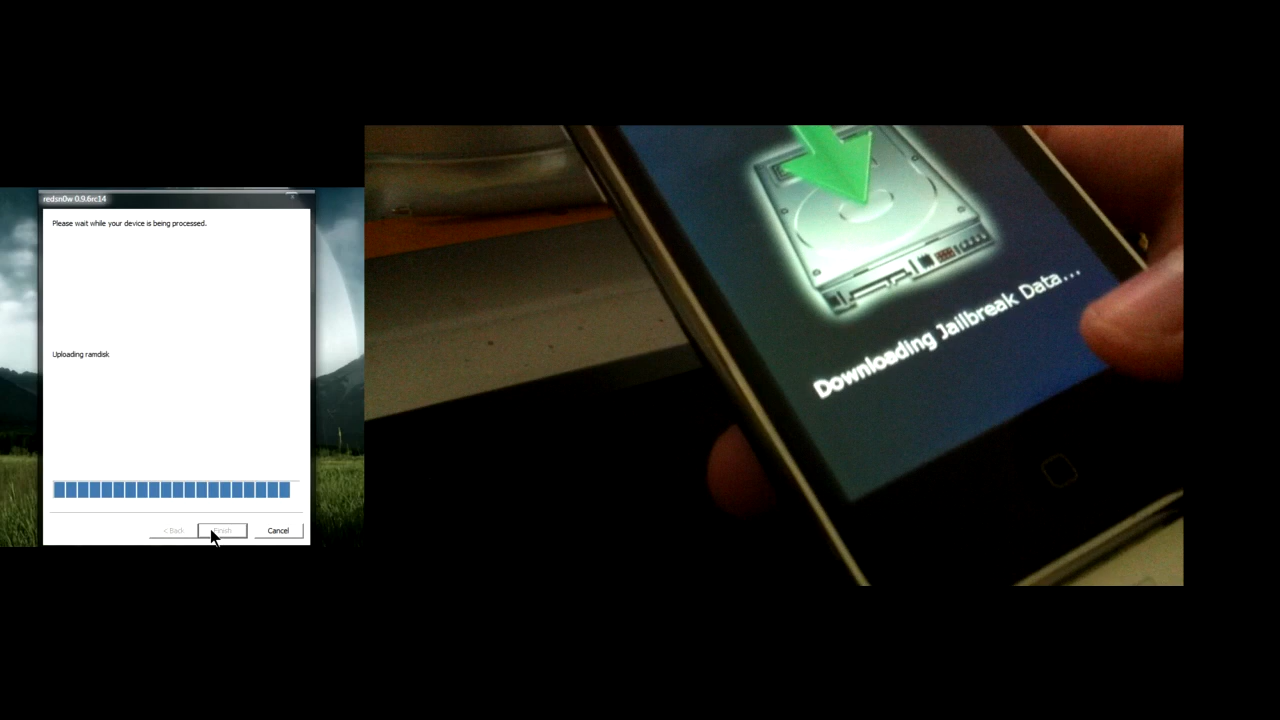 redsn0w 0.9.6rc14
Please wait while your device is being processed.
Uploading ramdisk
< Back
Finish
Cancel
Downloading Jailbreak Data...